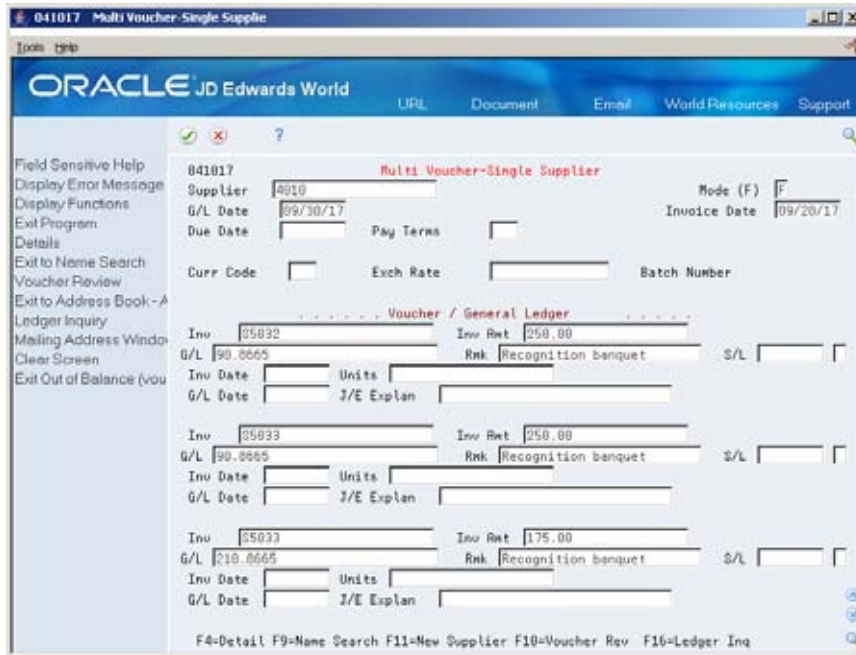 041017 Multi Voucher-Single Supplie
Tools Help
ORACLE JD Edwards World
URL Document Email World Resources Support
Field Sensitive Help
Display Error Message
Display Functions
Exit Program
Details
Exit to Name Search
Voucher Review
Exit to Address Book - A
Ledger Inquiry
Mailing Address Windo
Clear Screen
Exit Out of Balance (vou
?
041017 Multi Voucher-Single Supplier
Supplier 4010 Mode (F) F
G/L Date 09/30/17 Invoice Date 09/20/17
Due Date Pay Terms
Curr Code Exch Rate Batch Number
. . . . . . Voucher / General Ledger . . . . .
Inv S5032 Inv Amt 250.00
G/L 90.8665 Rmk Recognition banquet S/L
Inv Date Units
G/L Date J/E Explan
Inv S5033 Inv Amt 250.00
G/L 90.8665 Rmk Recognition banquet S/L
Inv Date Units
G/L Date J/E Explan
Inv S5033 Inv Amt 175.00
G/L 210.8665 Rmk Recognition banquet S/L
Inv Date Units
G/L Date J/E Explan
F4=Detail F9=Name Search F11=New Supplier F10=Voucher Rev F16=Ledger Inq